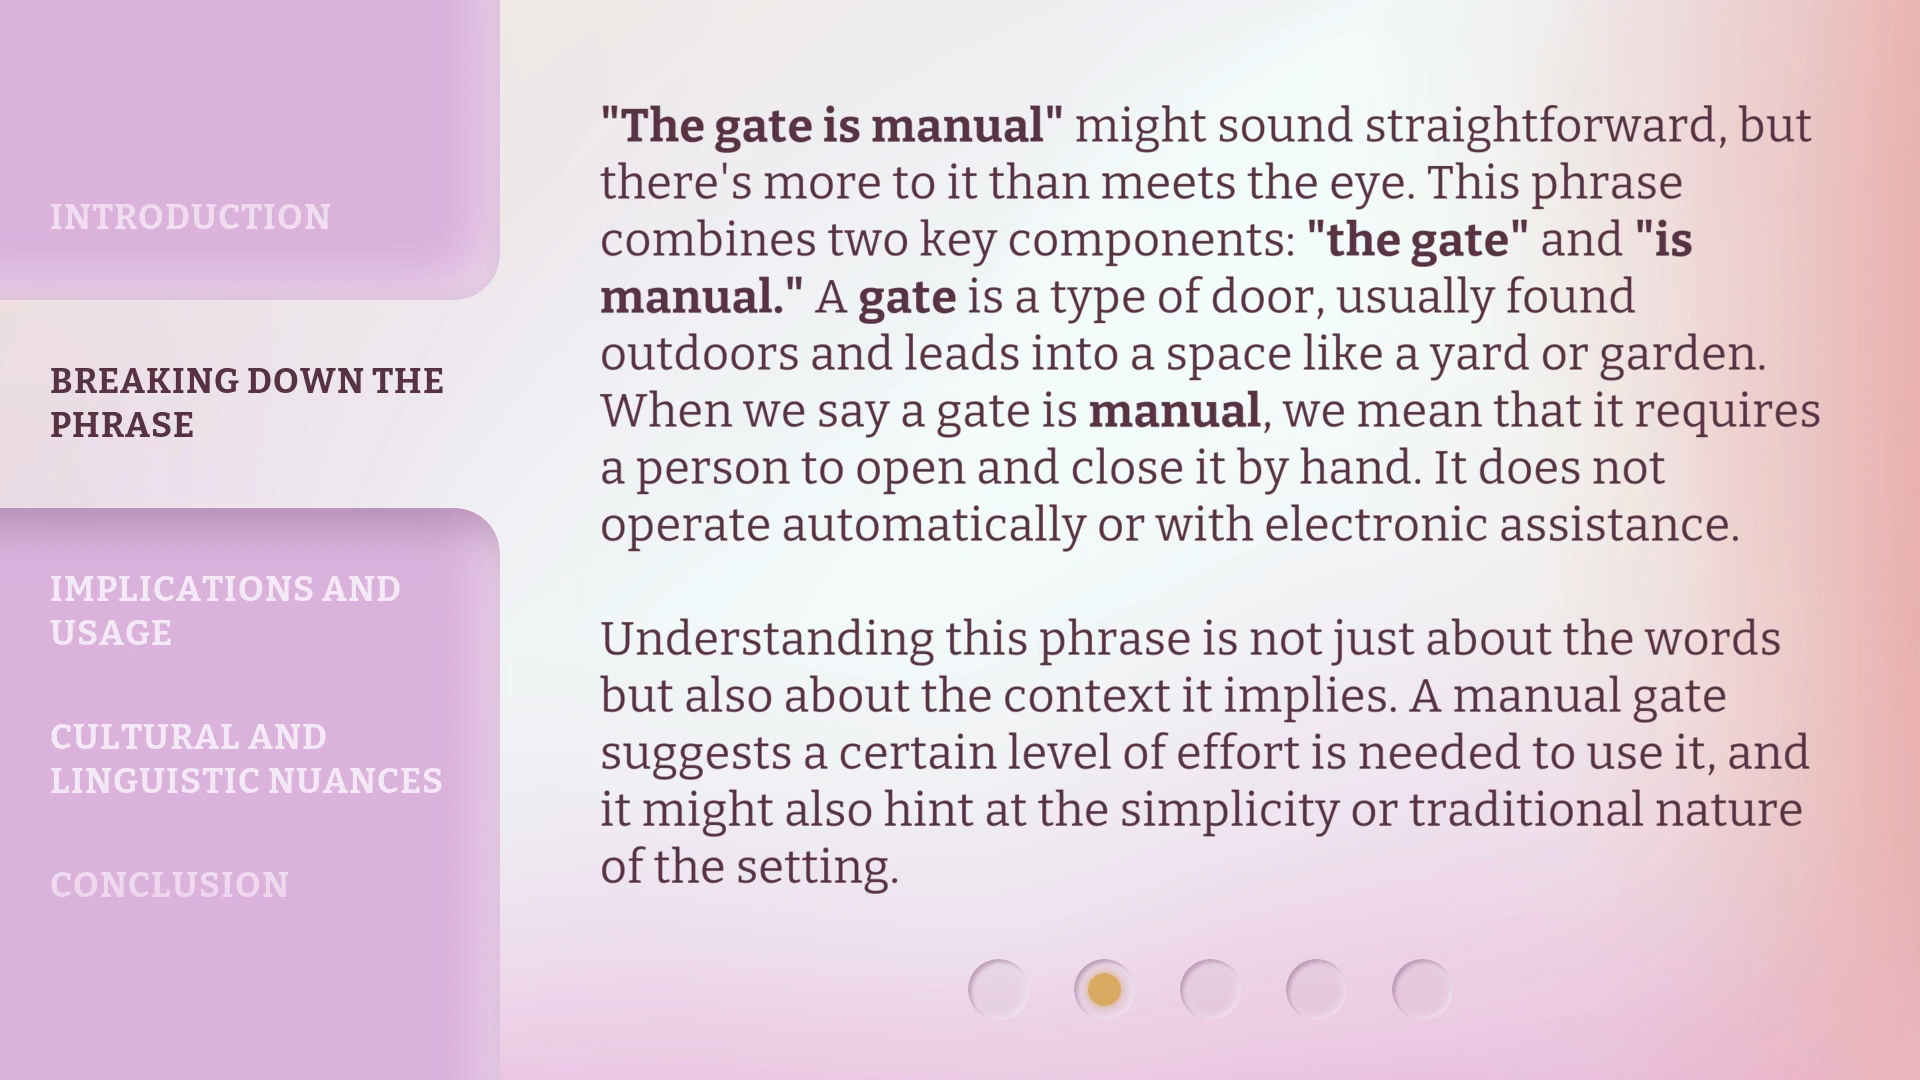 INTRODUCTION
BREAKING DOWN THE
PHRASE
IMPLICATIONS AND
USAGE
CULTURAL AND
LINGUISTIC NUANCES
CONCLUSION
"The gate is manual" might sound straightforward, but
there's more to it than meets the eye. This phrase
combines two key components: "the gate" and "is
manual." A gate is a type of door, usually found
outdoors and leads into a space like a yard or garden.
When we say a gate is manual, we mean that it requires
a person to open and close it by hand. It does not
operate automatically or with electronic assistance.
Understanding this phrase is not just about the words
but also about the context it implies. A manual gate
suggests a certain level of effort is needed to use it, and
it might also hint at the simplicity or traditional nature
of the setting.